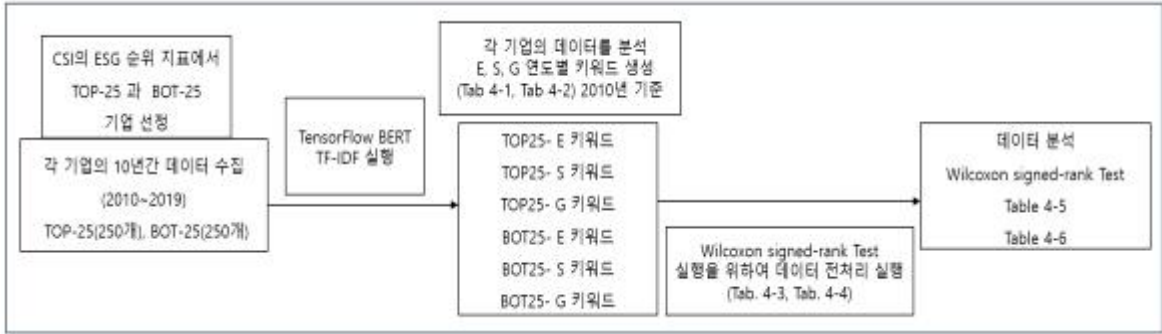 CSI의 ESG 순위 지표에서
TOP-25 과 BOT-25
기업 선정
각 기업의 10년간 데이터 수집
(2010~2019)
TOP-25(250개), BOT-25(250개)
TensorFlow BERT
TF-IDF 실행
각 기업의 데이터를 분석
E, S, G 연도별 키워드 생성
(Tab 4-1, Tab 4-2) 2010년 기준
TOP25- E 키워드
TOP25- S 키워드
TOP25- G 키워드
BOT25- E 키워드
BOT25- S 키워드
BOT25- G 키워드
Wilcoxon signed-rank Test
실행을 위하여 데이터 전처리 실행
(Tab. 4-3, Tab. 4-4)
데이터 분석
Wilcoxon signed-rank Test
Table 4-5
Table 4-6